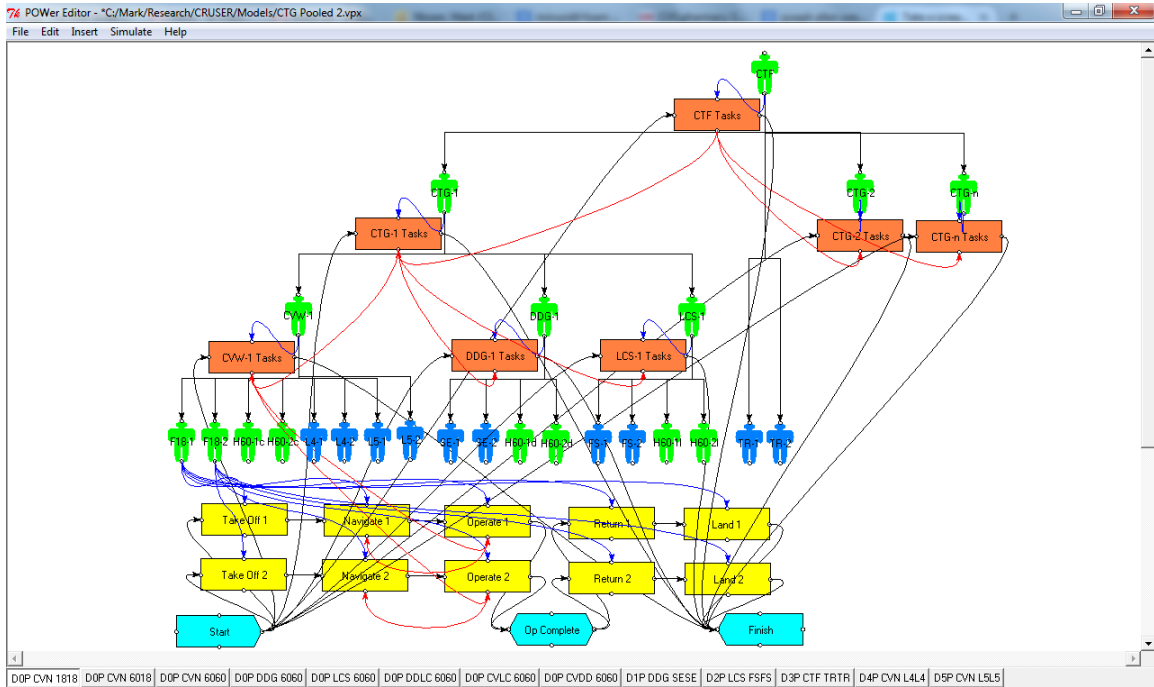 POWer Editor - *C:/Mark/Research/CRUSER/Models/CTG Pooled 2.vpx
File Edit Insert Simulate Help
CTF
CTF Tasks
CTG-1
CTG-2
CTG-n
CTG-1 Tasks
CTG-2 Tasks
CTG-n Tasks
CVW-1
DDG-1
LCS-1
CVW-1 Tasks
DDG-1 Tasks
LCS-1 Tasks
F18-1 F18-2 H60-1c H60-2c L4-1 L4-2 L5-1 L5-2 SE-1 SE-2 H60-1d H60-2d FS-1 FS-2 H60-1l H60-2l TR-1 TR-2
Take Off 1 Navigate 1 Operate 1 Return 1 Land 1
Take Off 2 Navigate 2 Operate 2 Return 2 Land 2
Start Op Complete Finish
D0P CVN 1818 D0P CVN 6018 D0P CVN 6060 D0P DDG 6060 D0P LCS 6060 D0P DDLC 6060 D0P CVLC 6060 D0P CVDD 6060 D1P DDG SESE D2P LCS FSFS D3P CTF TRTR D4P CVN L4L4 D5P CVN L5L5